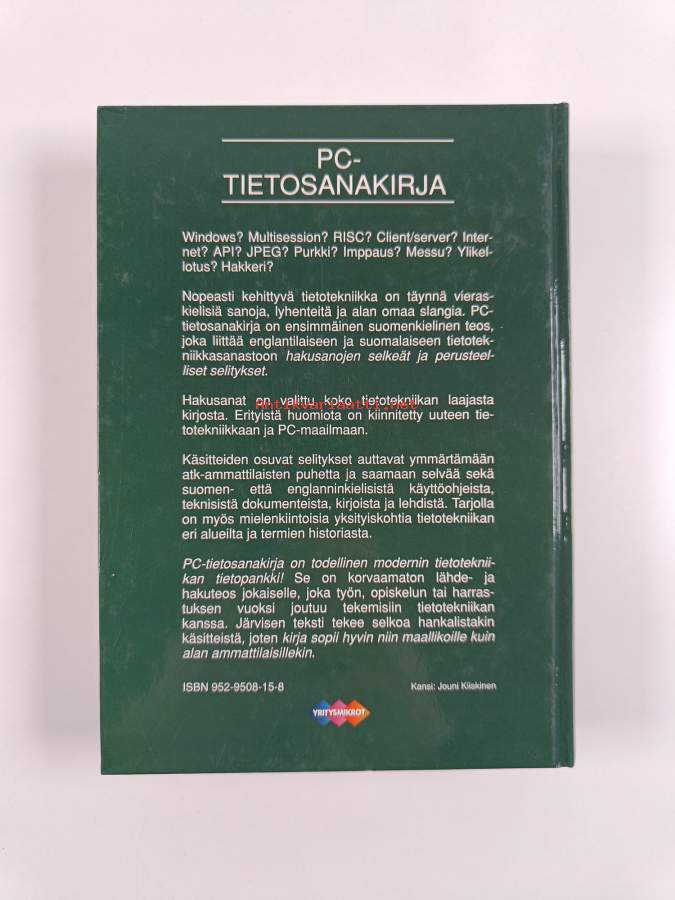 PC-
TIETOSANAKIRJA
Windows? Multisession? RISC? Client/server? Inter-
net? API? JPEG? Purkki? Imppaus? Messu? Ylikel-
lotus? Hakkeri?
Nopeasti kehittyvä tietotekniikka on täynnä vieras-
kielisiä sanoja, lyhenteitä ja alan omaa slangia. PC-
tietosanakirja on ensimmäinen suomenkielinen teos,
joka liittää englantilaiseen ja suomalaiseen tietotek-
niikkasanastoon hakusanojen selkeät ja perusteel-
liset selitykset.
Hakusanat on valittu koko tietotekniikan laajasta
Antikvariaatti.net
kirjosta. Erityistä huomiota on kiinnitetty uuteen tie-
totekniikkaan ja PC-maailmaan.
Käsitteiden osuvat selitykset auttavat ymmärtämään
atk-ammattilaisten puhetta ja saamaan selvää sekä
suomen- että englanninkielisistä käyttöohjeista,
teknisistä dokumenteista, kirjoista ja lehdistä. Tarjolla
on myös mielenkiintoisia yksityiskohtia tietotekniikan
eri alueilta ja termien historiasta.
PC-tietosanakirja on todellinen modernin tietotekni-
kan tietopankki! Se on korvaamaton lähde- ja
hakuteos jokaiselle, joka työn, opiskelun tai harras-
tuksen vuoksi joutuu tekemisiin tietotekniikan
kanssa. Järvisen teksti tekee selkoa hankalistakin
käsitteistä, joten kirja sopii hyvin niin maallikoille kuin
alan ammattilaisillekin.
ISBN 952-9508-15-8
Kansi: Jouni Kiiskinen
YRITYSMIKROT